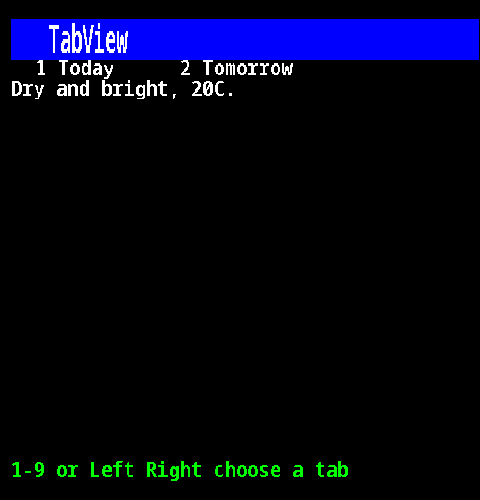 TabView
1 Today 2 Tomorrow
Dry and bright, 20C.
1-9 or Left Right choose a tab